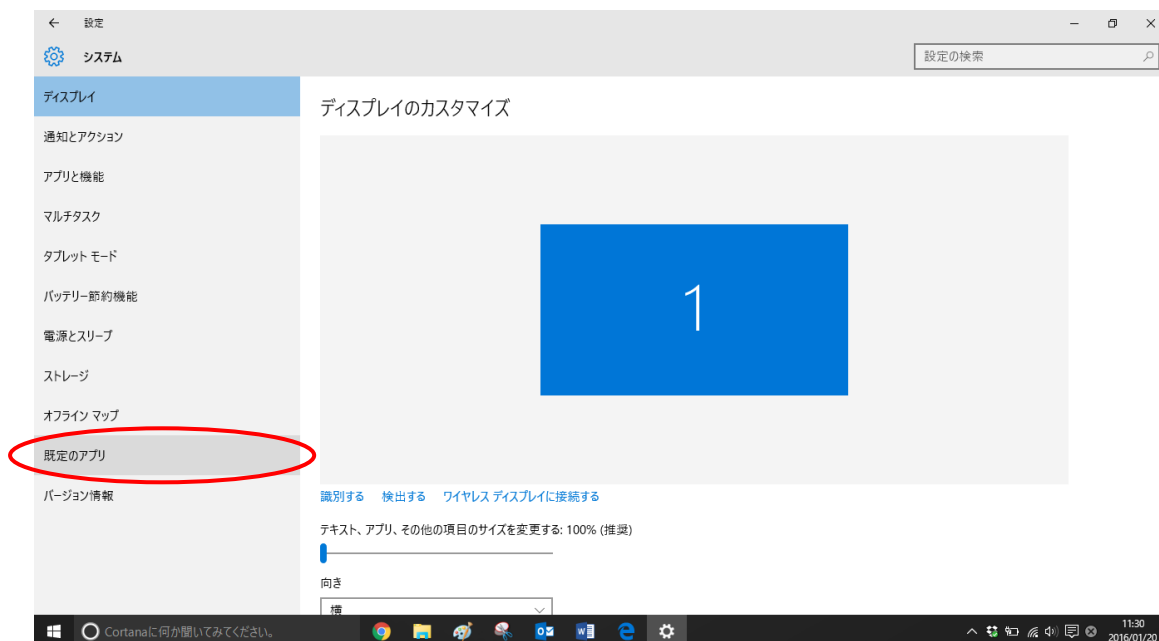 設定
システム
設定の検索
ディスプレイ
通知とアクション
アプリと機能
マルチタスク
タブレット モード
バッテリー節約機能
電源とスリープ
ストレージ
オフライン マップ
既定のアプリ
バージョン情報
ディスプレイのカスタマイズ
1
識別する 検出する ワイヤレス ディスプレイに接続する
テキスト、アプリ、その他の項目のサイズを変更する: 100% (推奨)
向き
横
Cortanaに何か聞いてみてください。
11:30
2016/01/20